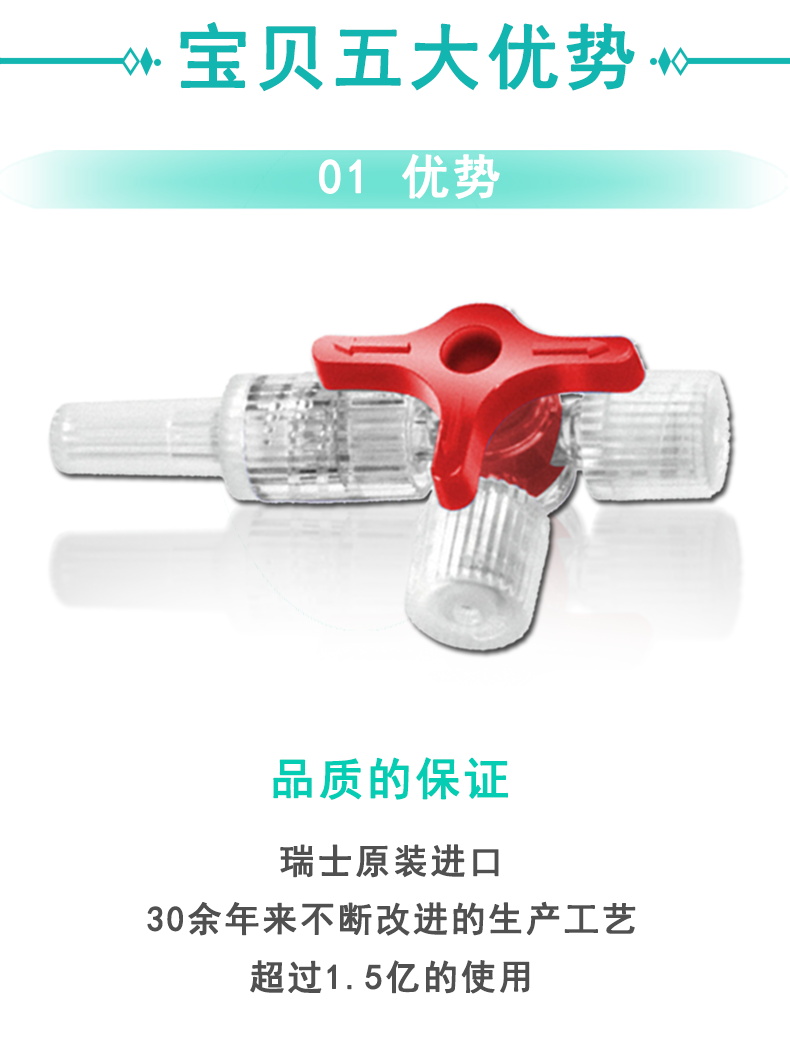 宝贝五大优势
01 优势
品质的保证
瑞士原装进口
30余年来不断改进的生产工艺
超过1.5亿的使用